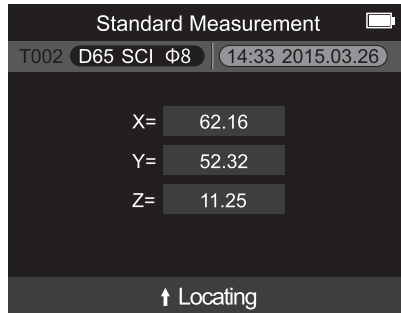 Standard Measurement
T002 D65 SCI Φ8 14:33 2015.03.26
X= 62.16
Y= 52.32
Z= 11.25
Locating